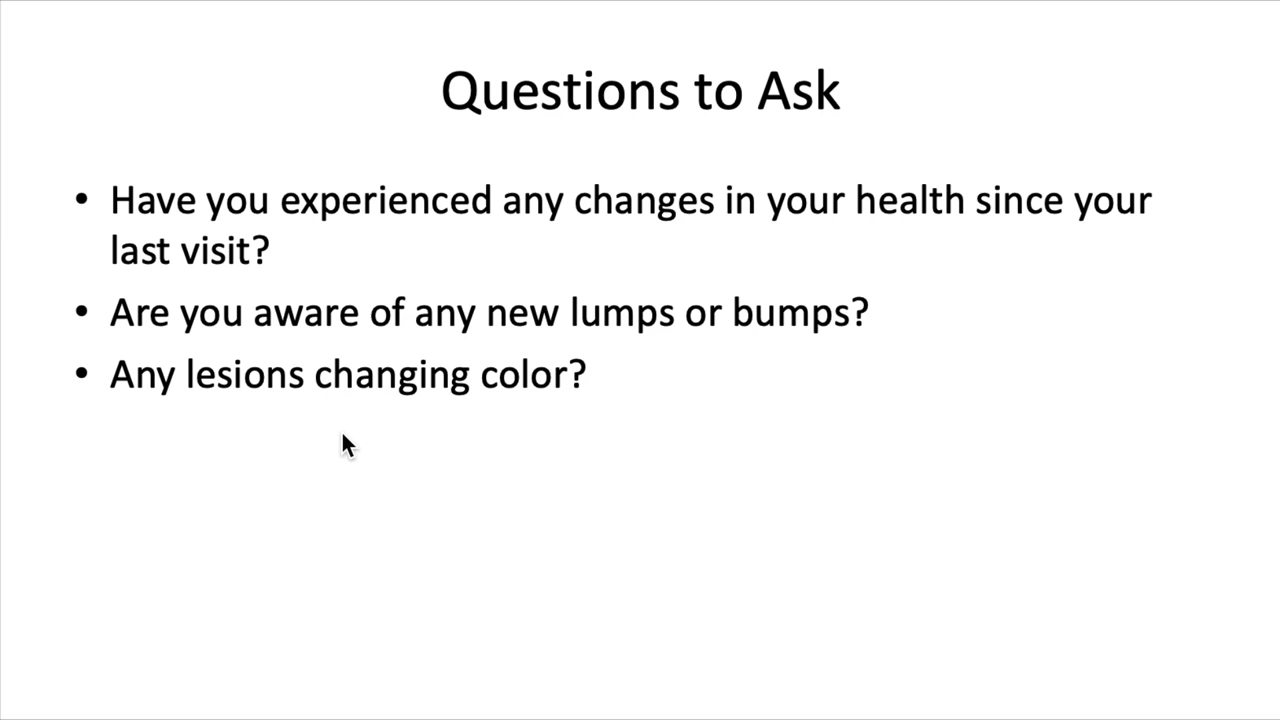 Questions to Ask
• Have you experienced any changes in your health since your
last visit?
• Are you aware of any new lumps or bumps?
• Any lesions changing color?